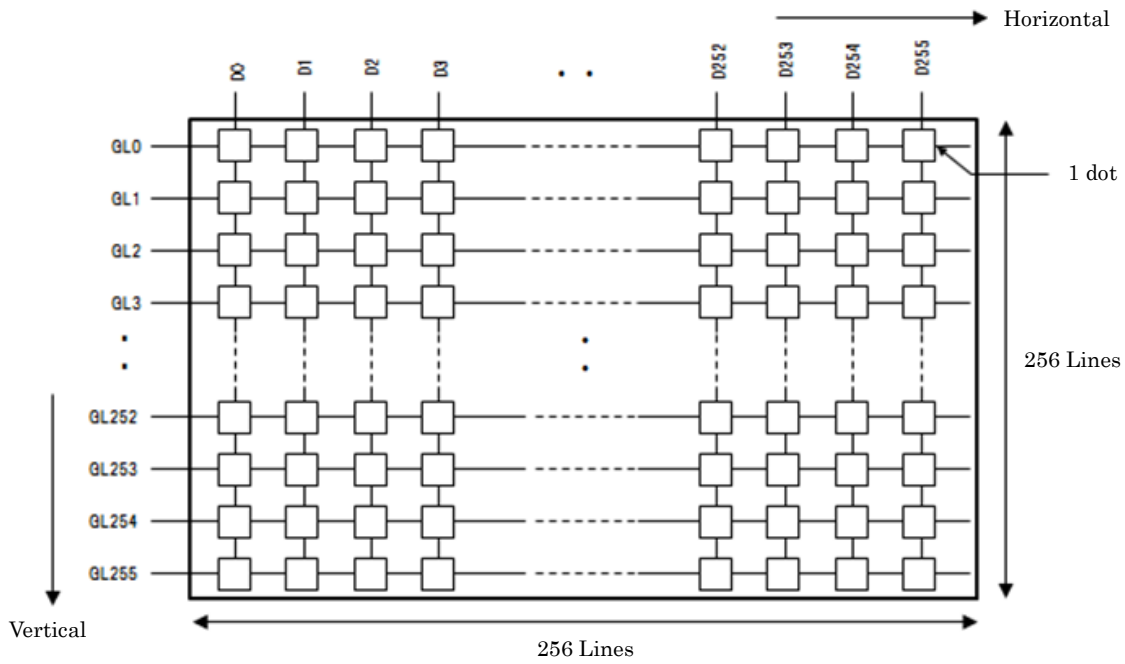 Horizontal
D0 D1 D2 D3 . . D252 D253 D254 D255
GL0
1 dot
GL1
GL2
GL3
256 Lines
GL252
GL253
GL254
GL255
Vertical
256 Lines